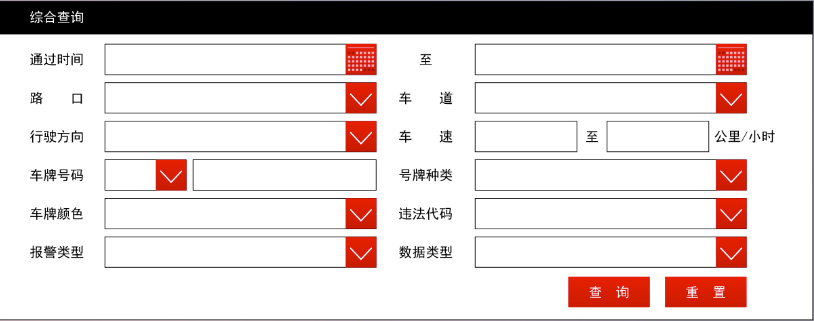 综合查询
通过时间 至
路 口 车 道
行驶方向 车 速 至 公里/小时
车牌号码 号牌种类
车牌颜色 违法代码
报警类型 数据类型
查 询 重 置